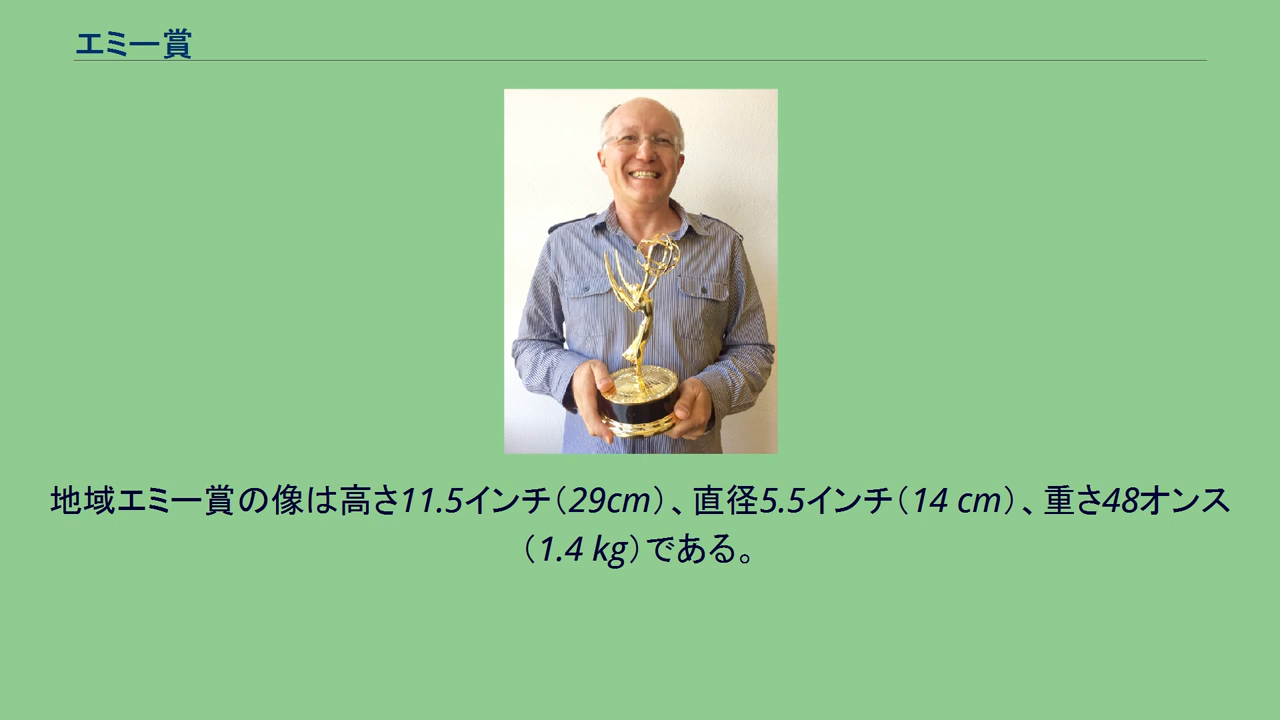 エミー賞
地域エミー賞の像は高さ11.5インチ（29cm）、直径5.5インチ（14 cm）、重さ48オンス
（1.4 kg）である。